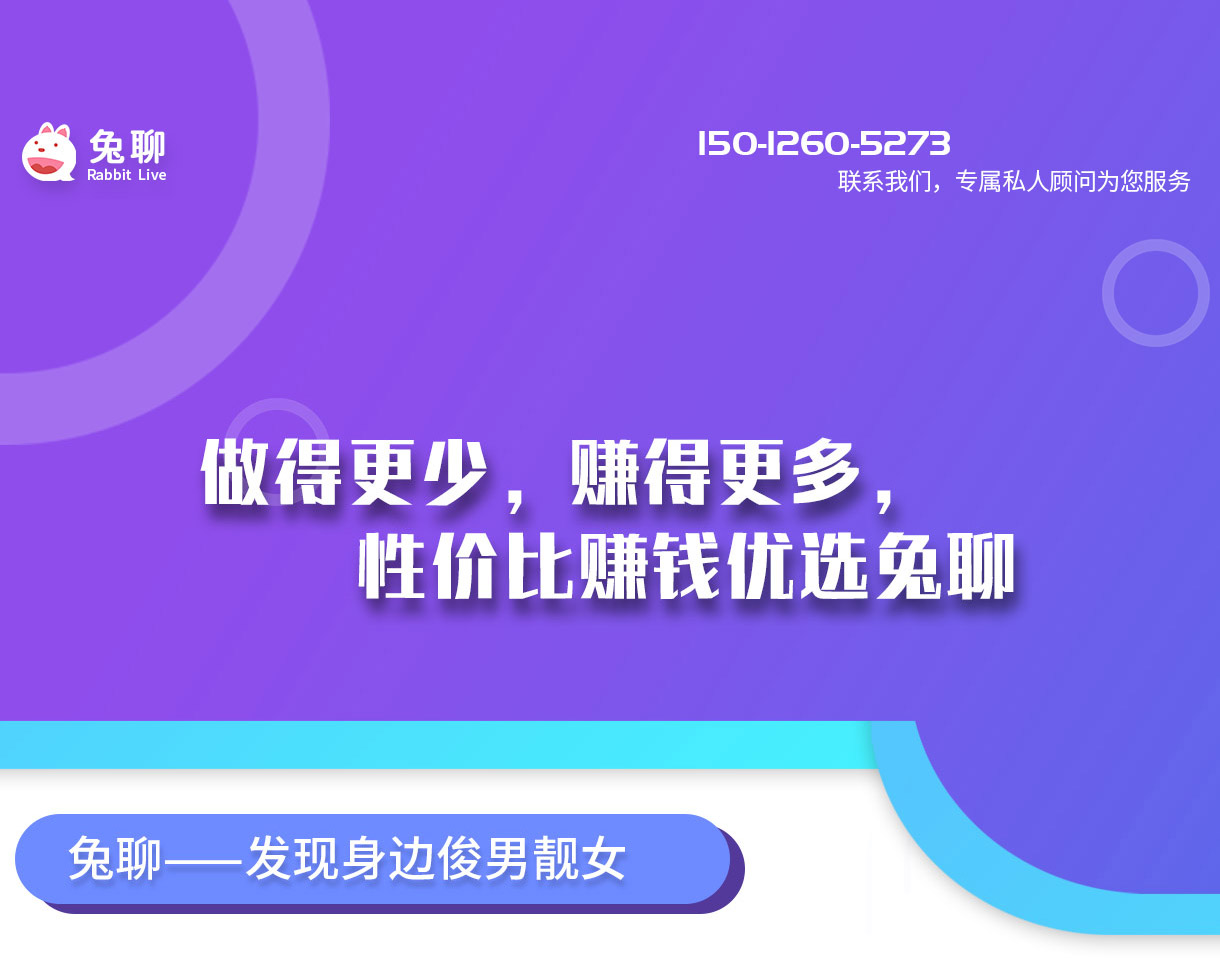 兔聊
Rabbit Live
150-1260-5273
联系我们，专属私人顾问为您服务
做得更少，赚得更多，
性价比赚钱优选兔聊
兔聊——发现身边俊男靓女